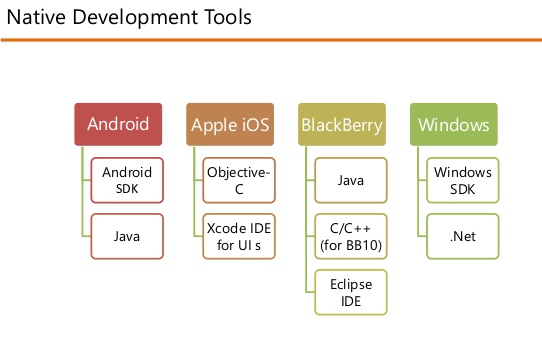 Native Development Tools
Android
Apple iOS
BlackBerry
Windows
Android
SDK
Java
Objective-
C
Xcode IDE
for UI s
Java
C/C++
(for BB10)
Eclipse
IDE
Windows
SDK
.Net